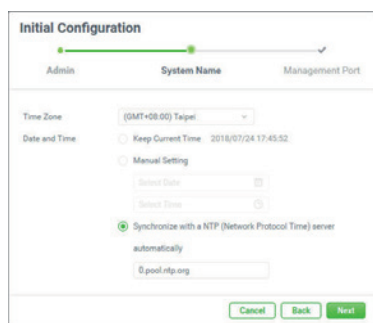 Initial Configuration
Admin
System Name
Management Port
Time Zone
(GMT+08:00) Taipei
Date and Time
Keep Current Time 2018/07/24 17:45:52
Manual Setting
Select Date
Select Time
Synchronize with a NTP (Network Protocol Time) server
automatically
0.pool.ntp.org
Cancel
Back
Next